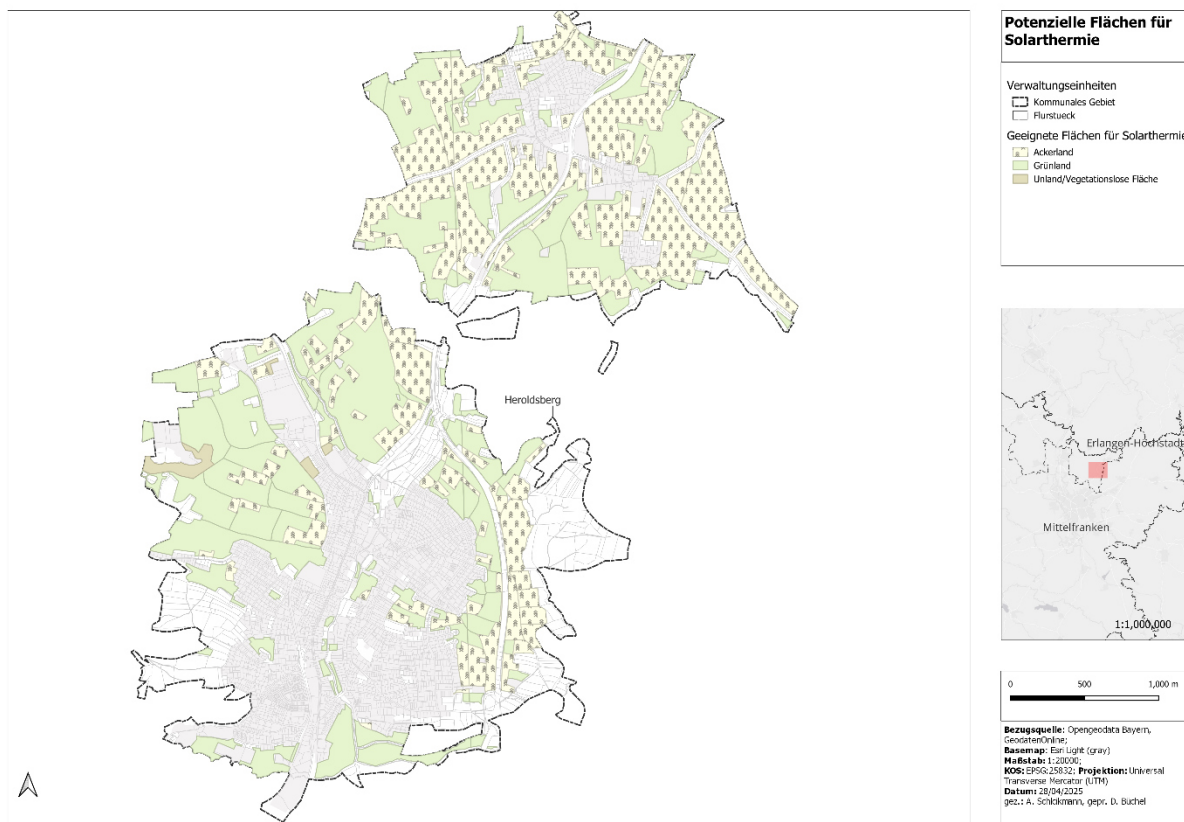 Potenzielle Flächen für
Solarthermie
Verwaltungseinheiten
Kommunales Gebiet
Flurstueck
Geeignete Flächen für Solarthermie
Ackerland
Grünland
Unland/Vegetationslose Fläche
Heroldsberg
Erlangen-Höchstadt
Mittelfranken
1:1,000,000
0 500 1,000 m
Bezugsquelle: Opengeodata Bayern,
GeodatenOnline;
Basemap: Esri Light (gray)
Maßstab: 1:20000;
KOS: EPSG:25832; Projektion: Universal
Transverse Mercator (UTM)
Datum: 28/04/2025
gez.: A. Schlickmann, gepr. D. Büchel